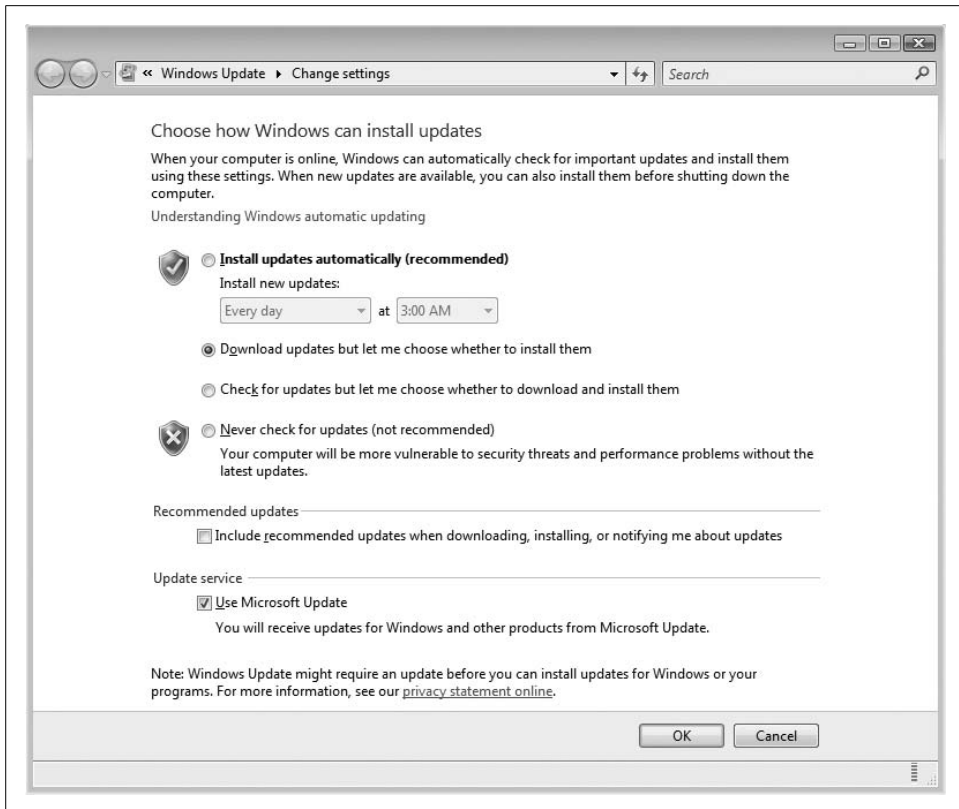 « Windows Update ▸ Change settings
Search
Choose how Windows can install updates
When your computer is online, Windows can automatically check for important updates and install them
using these settings. When new updates are available, you can also install them before shutting down the
computer.
Understanding Windows automatic updating
Install updates automatically (recommended)
Install new updates:
Every day at 3:00 AM
Download updates but let me choose whether to install them
Check for updates but let me choose whether to download and install them
Never check for updates (not recommended)
Your computer will be more vulnerable to security threats and performance problems without the
latest updates.
Recommended updates
Include recommended updates when downloading, installing, or notifying me about updates
Update service
Use Microsoft Update
You will receive updates for Windows and other products from Microsoft Update.
Note: Windows Update might require an update before you can install updates for Windows or your
programs. For more information, see our privacy statement online.
OK Cancel